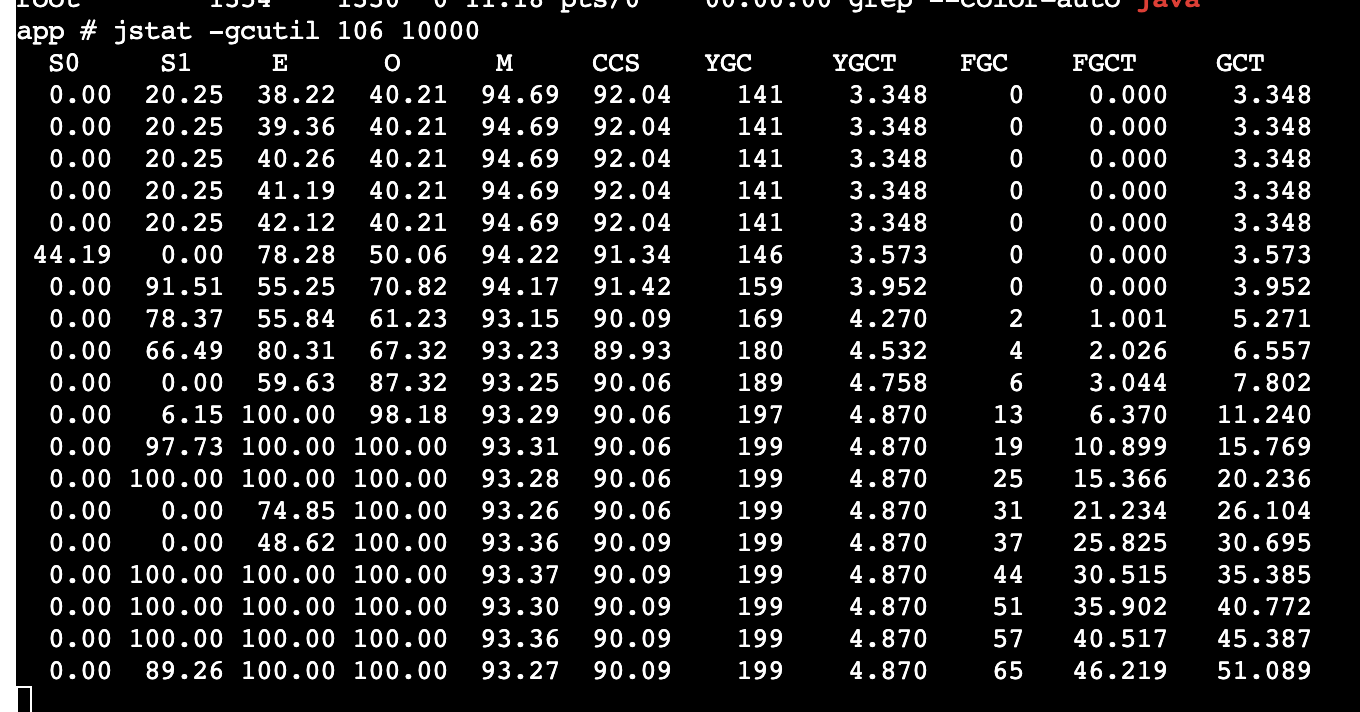 app # jstat -gcutil 106 10000
S0 S1 E O M CCS YGC YGCT FGC FGCT GCT
0.00 20.25 38.22 40.21 94.69 92.04 141 3.348 0 0.000 3.348
0.00 20.25 39.36 40.21 94.69 92.04 141 3.348 0 0.000 3.348
0.00 20.25 40.26 40.21 94.69 92.04 141 3.348 0 0.000 3.348
0.00 20.25 41.19 40.21 94.69 92.04 141 3.348 0 0.000 3.348
0.00 20.25 42.12 40.21 94.69 92.04 141 3.348 0 0.000 3.348
44.19 0.00 78.28 50.06 94.22 91.34 146 3.573 0 0.000 3.573
0.00 91.51 55.25 70.82 94.17 91.42 159 3.952 0 0.000 3.952
0.00 78.37 55.84 61.23 93.15 90.09 169 4.270 2 1.001 5.271
0.00 66.49 80.31 67.32 93.23 89.93 180 4.532 4 2.026 6.557
0.00 0.00 59.63 87.32 93.25 90.06 189 4.758 6 3.044 7.802
0.00 6.15 100.00 98.18 93.29 90.06 197 4.870 13 6.370 11.240
0.00 97.73 100.00 100.00 93.31 90.06 199 4.870 19 10.899 15.769
0.00 100.00 100.00 100.00 93.28 90.06 199 4.870 25 15.366 20.236
0.00 0.00 74.85 100.00 93.26 90.06 199 4.870 31 21.234 26.104
0.00 0.00 48.62 100.00 93.36 90.09 199 4.870 37 25.825 30.695
0.00 100.00 100.00 100.00 93.37 90.09 199 4.870 44 30.515 35.385
0.00 100.00 100.00 100.00 93.30 90.09 199 4.870 51 35.902 40.772
0.00 100.00 100.00 100.00 93.36 90.09 199 4.870 57 40.517 45.387
0.00 89.26 100.00 100.00 93.27 90.09 199 4.870 65 46.219 51.089